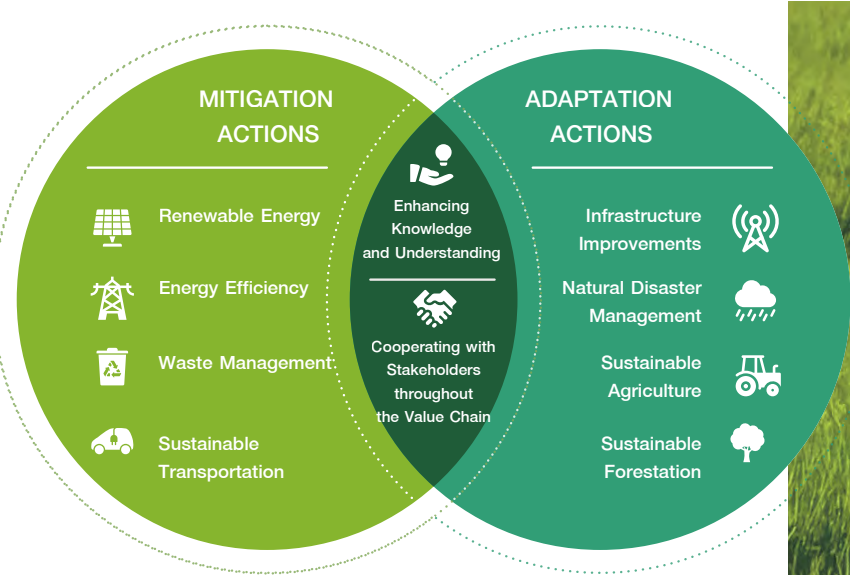 MITIGATION
ACTIONS
Renewable Energy
Energy Efficiency
Waste Management
Sustainable
Transportation
Enhancing
Knowledge
and Understanding
Cooperating with
Stakeholders
throughout
the Value Chain
ADAPTATION
ACTIONS
Infrastructure
Improvements
Natural Disaster
Management
Sustainable
Agriculture
Sustainable
Forestation